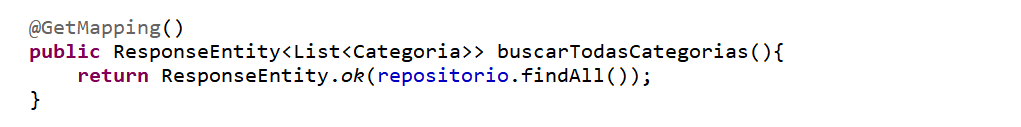 @GetMapping()
public ResponseEntity<List<Categoria>> buscarTodasCategorias(){
    return ResponseEntity.ok(repositorio.findAll());
}